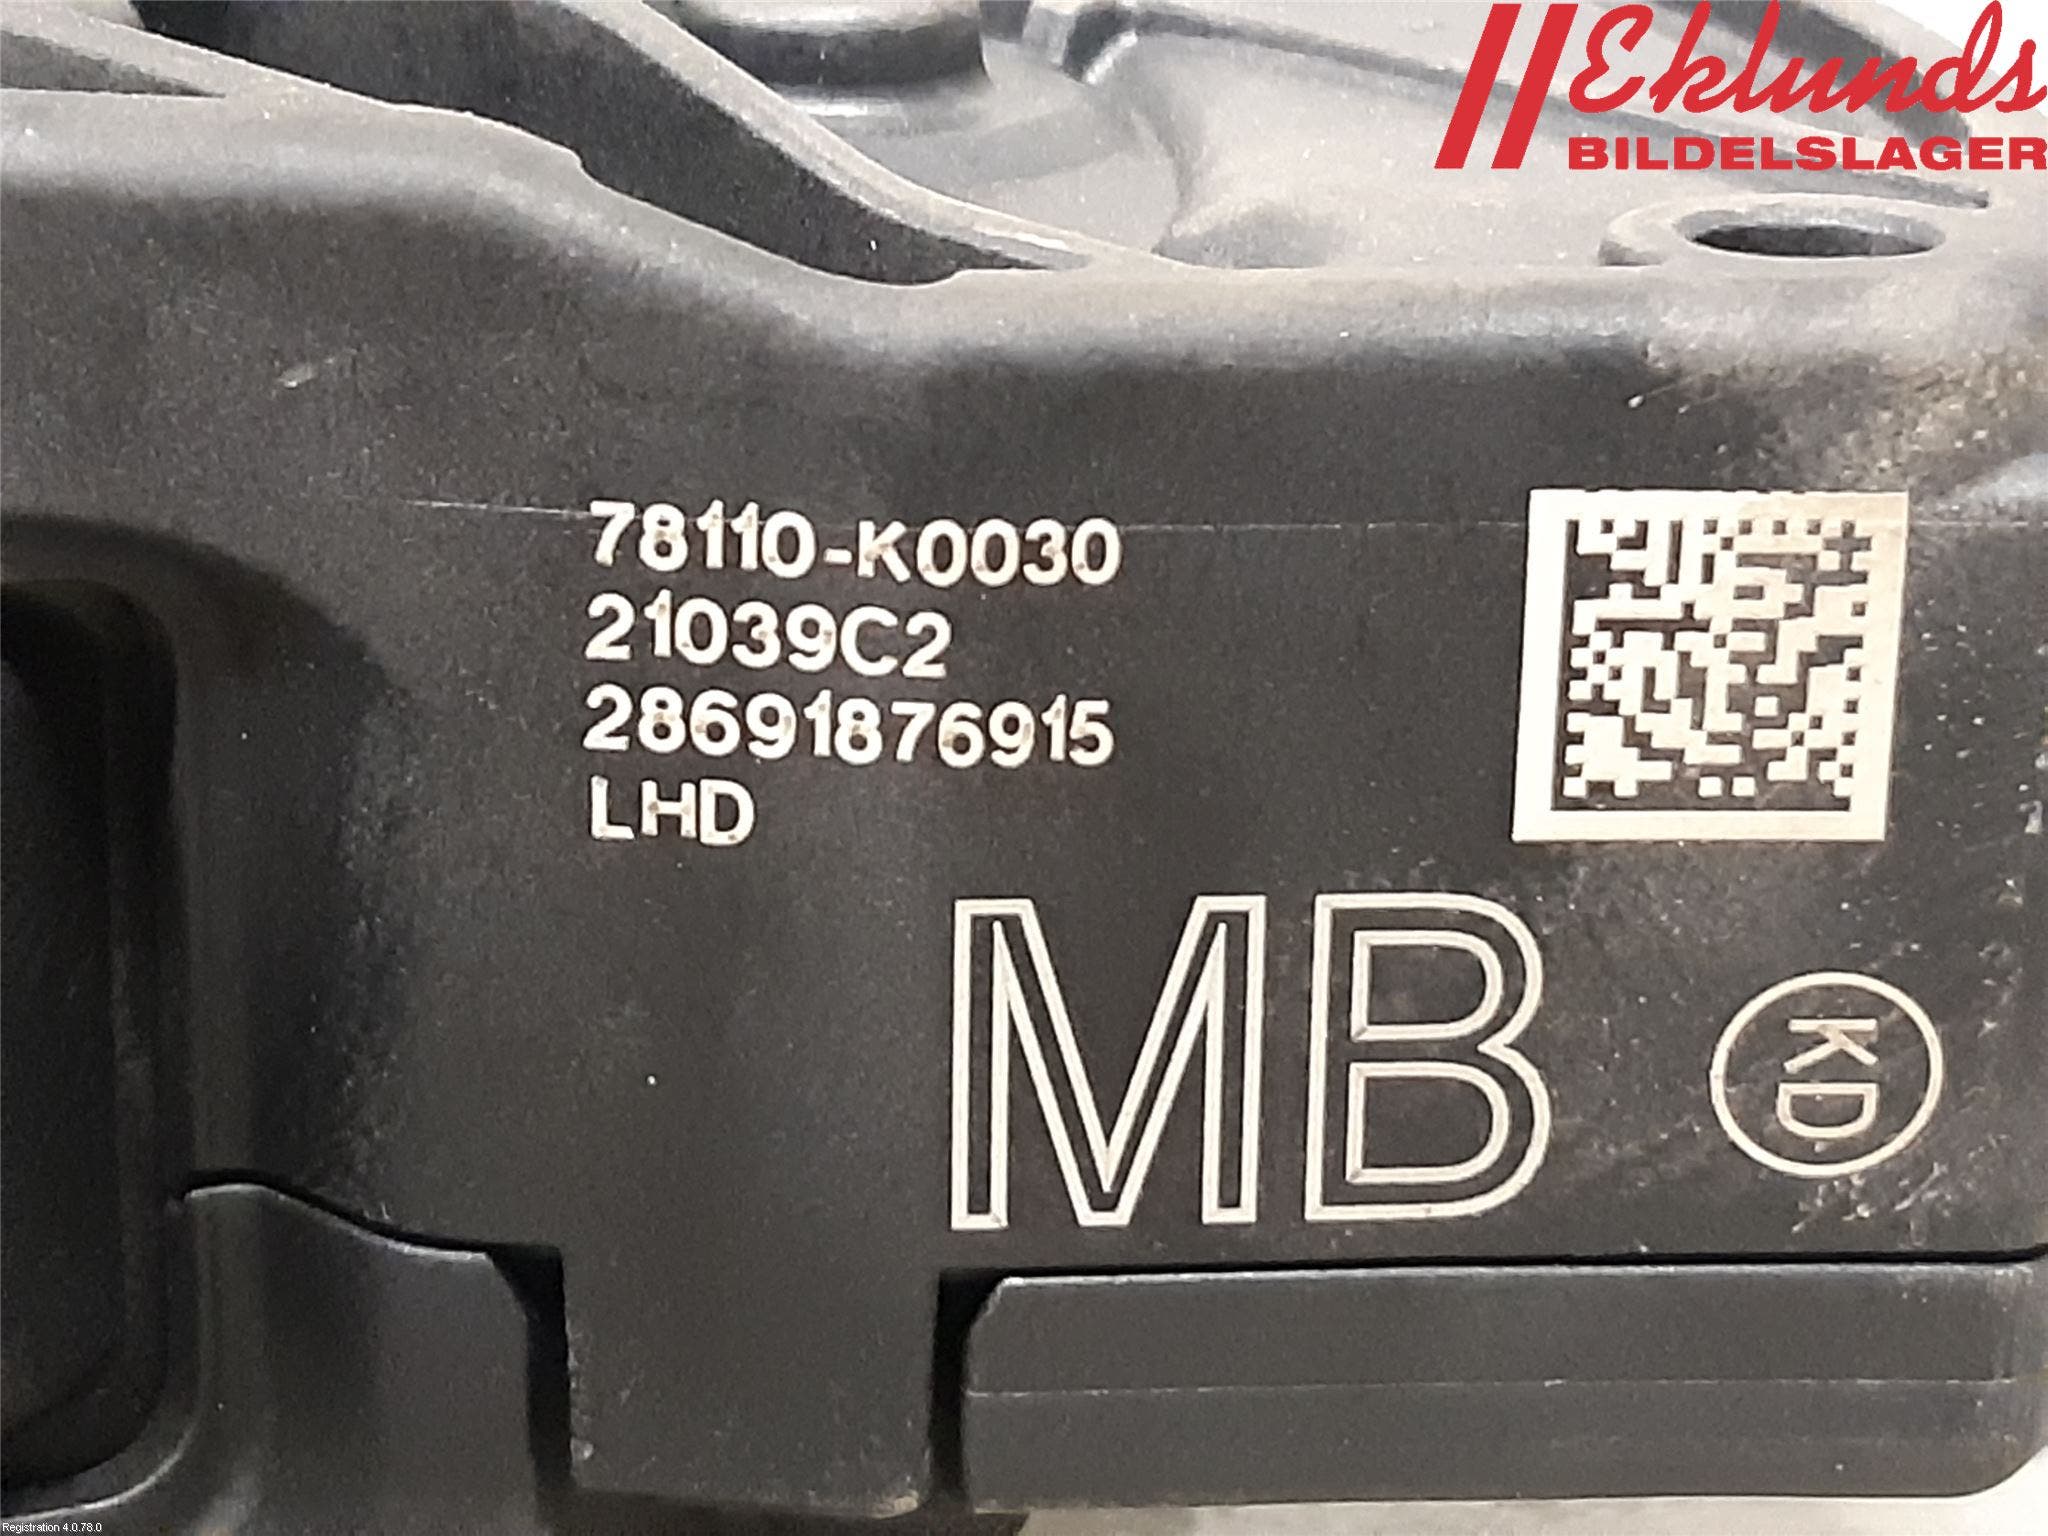 Eklunds
BILDELSLAGER
78110-K0030
21039C2
28691876915
LHD
MB
KD
Registration 4.0.78.0